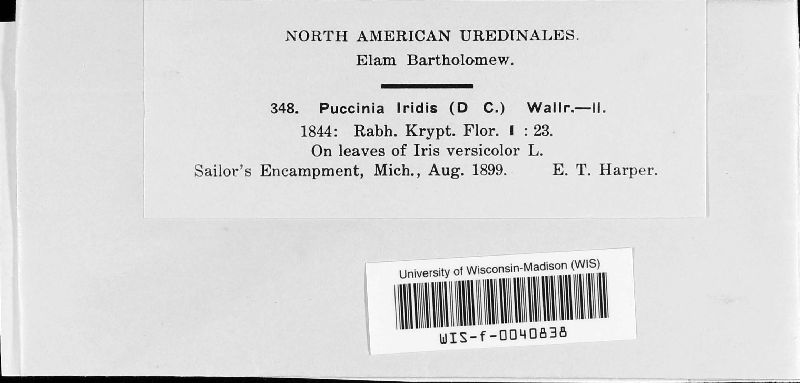 NORTH AMERICAN UREDINALES.
Elam Bartholomew.
348. Puccinia Iridis (D C.) Wallr.—II.
1844: Rabh. Krypt. Flor. I : 23.
On leaves of Iris versicolor L.
Sailor's Encampment, Mich., Aug. 1899. E. T. Harper.
University of Wisconsin-Madison (WIS)
WIS-f-0040838